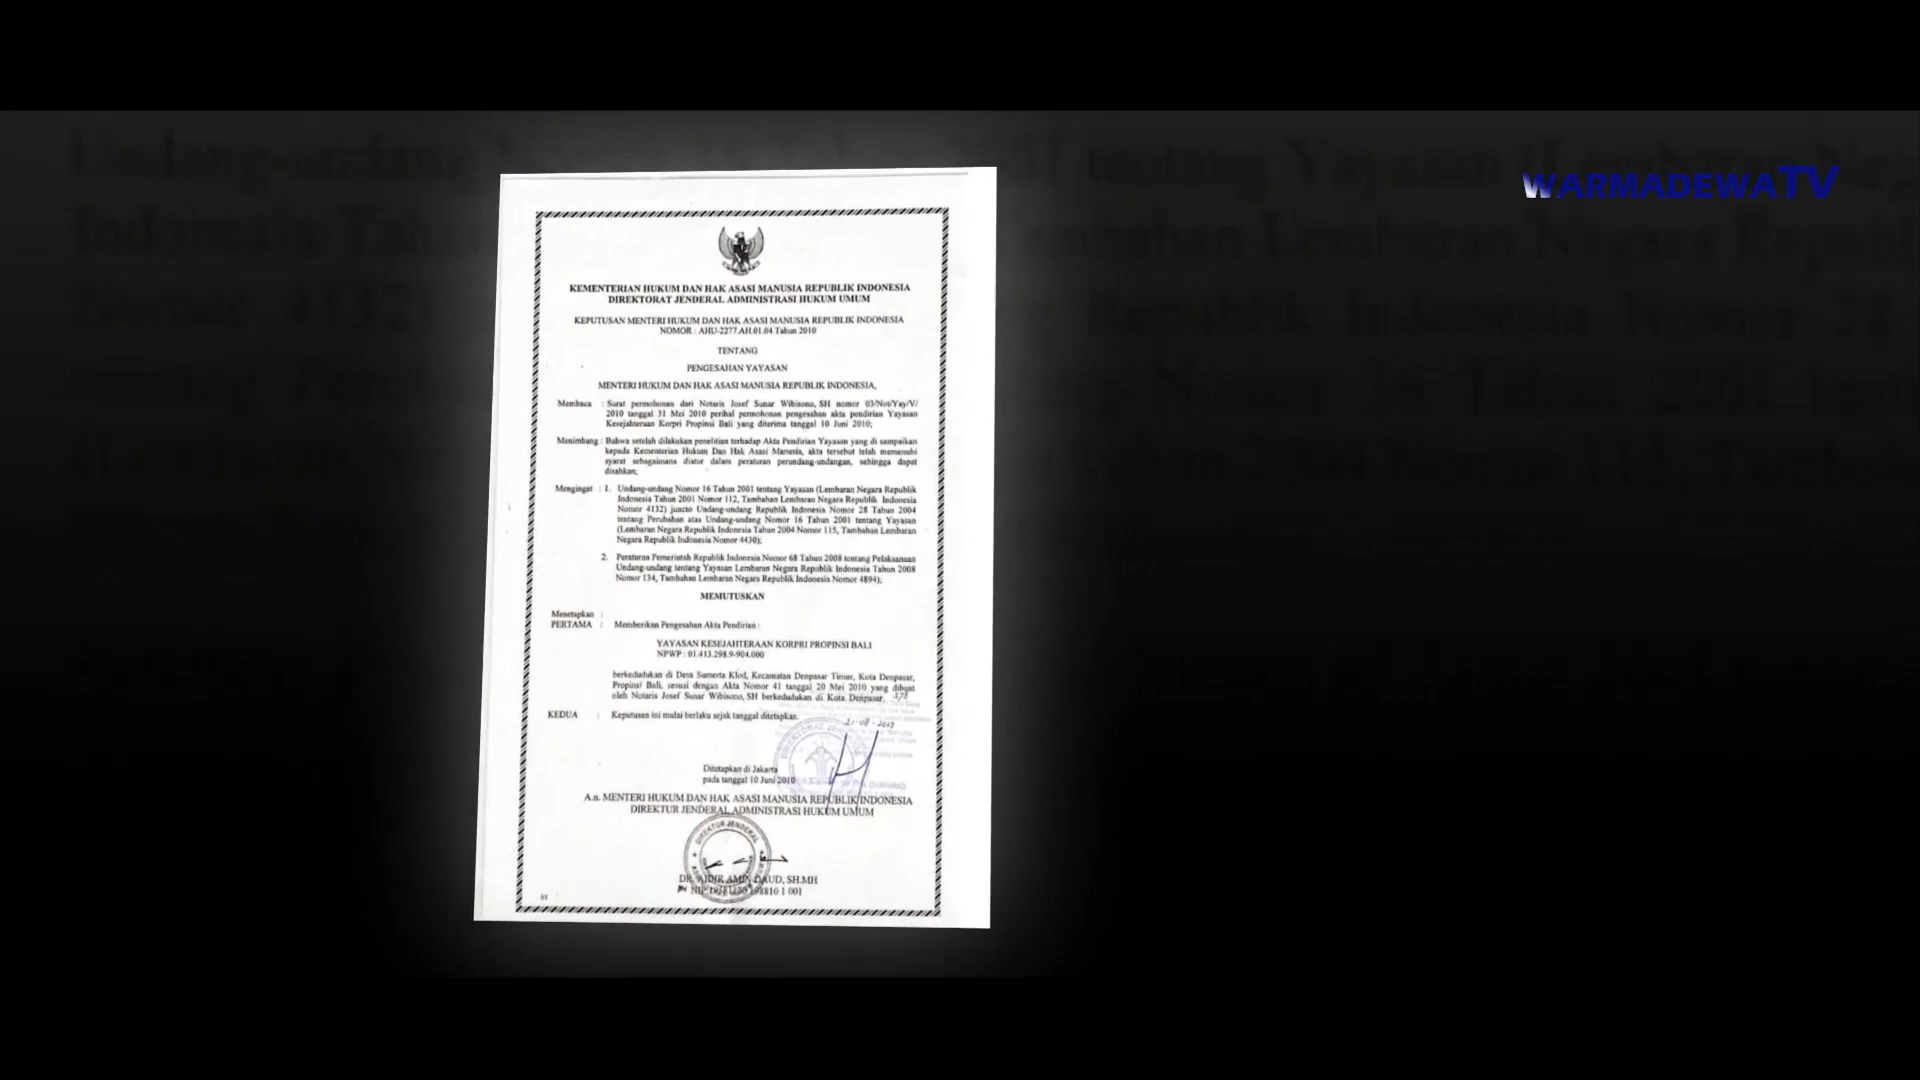 WARMADEWATV
KEMENTERIAN HUKUM DAN HAK ASASI MANUSIA REPUBLIK INDONESIA
DIREKTORAT JENDERAL ADMINISTRASI HUKUM UMUM
KEPUTUSAN MENTERI HUKUM DAN HAK ASASI MANUSIA REPUBLIK INDONESIA
NOMOR : AHU-2277.AH.01.04.Tahun 2010
TENTANG
PENGESAHAN YAYASAN
MENTERI HUKUM DAN HAK ASASI MANUSIA REPUBLIK INDONESIA,
Membaca : Surat permohonan dari Notaris Josef Sunar Wibisono, SH nomor 03/Not/Yay/V/
2010 tanggal 31 Mei 2010 perihal permohonan pengesahan akta pendirian Yayasan
Kesejahteraan Korpri Propinsi Bali yang diterima tanggal 10 Juni 2010;
Menimbang : Bahwa setelah dilakukan penelitian terhadap Akta Pendirian Yayasan yang di sampaikan
kepada Kementerian Hukum Dan Hak Asasi Manusia, akta tersebut telah memenuhi
syarat sebagaimana diatur dalam peraturan perundang-undangan, sehingga dapat
disahkan;
Mengingat : 1. Undang-undang Nomor 16 Tahun 2001 tentang Yayasan (Lembaran Negara Republik
Indonesia Tahun 2001 Nomor 112, Tambahan Lembaran Negara Republik Indonesia
Nomor 4132) juncto Undang-undang Republik Indonesia Nomor 28 Tahun 2004
tentang Perubahan atas Undang-undang Nomor 16 Tahun 2001 tentang Yayasan
(Lembaran Negara Republik Indonesia Tahun 2004 Nomor 115, Tambahan Lembaran
Negara Republik Indonesia Nomor 4430);
2. Peraturan Pemerintah Republik Indonesia Nomor 68 Tahun 2008 tentang Pelaksanaan
Undang-undang tentang Yayasan Lembaran Negara Republik Indonesia Tahun 2008
Nomor 134, Tambahan Lembaran Negara Republik Indonesia Nomor 4894);
MEMUTUSKAN
Menetapkan :
PERTAMA : Memberikan Pengesahan Akta Pendirian :
YAYASAN KESEJAHTERAAN KORPRI PROPINSI BALI
NPWP : 01.413.298.9-904.000
berkedudukan di Desa Sumerta Klod, Kecamatan Denpasar Timur, Kota Denpasar,
Propinsi Bali, sesuai dengan Akta Nomor 41 tanggal 20 Mei 2010 yang dibuat
oleh Notaris Josef Sunar Wibisono, SH berkedudukan di Kota Denpasar.
KEDUA : Keputusan ini mulai berlaku sejak tanggal ditetapkan.
Ditetapkan di Jakarta
pada tanggal 10 Juni 2010
A.n. MENTERI HUKUM DAN HAK ASASI MANUSIA REPUBLIK INDONESIA
DIREKTUR JENDERAL ADMINISTRASI HUKUM UMUM
DIREKTUR JENDERAL
DR. AIDIR AMIN DAUD, SH.MH